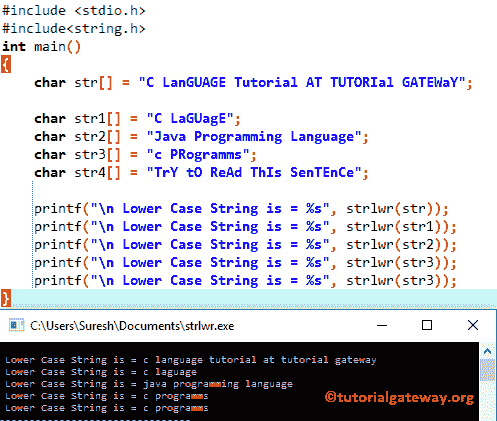 #include <stdio.h>
#include<string.h>
int main()
{
char str[] = "C LanGUAGE Tutorial AT TUTORIal GATEWaY";
char str1[] = "C LaGUagE";
char str2[] = "Java Programming Language";
char str3[] = "c PRogramms";
char str4[] = "TrY tO ReAd ThIs SenTEnCe";
printf("\n Lower Case String is = %s", strlwr(str));
printf("\n Lower Case String is = %s", strlwr(str1));
printf("\n Lower Case String is = %s", strlwr(str2));
printf("\n Lower Case String is = %s", strlwr(str3));
printf("\n Lower Case String is = %s", strlwr(str3));
}
C:\Users\Suresh\Documents\strlwr.exe
Lower Case String is = c language tutorial at tutorial gateway
Lower Case String is = c laguage
Lower Case String is = java programming language
Lower Case String is = c programms
Lower Case String is = c programms
©tutorialgateway.org